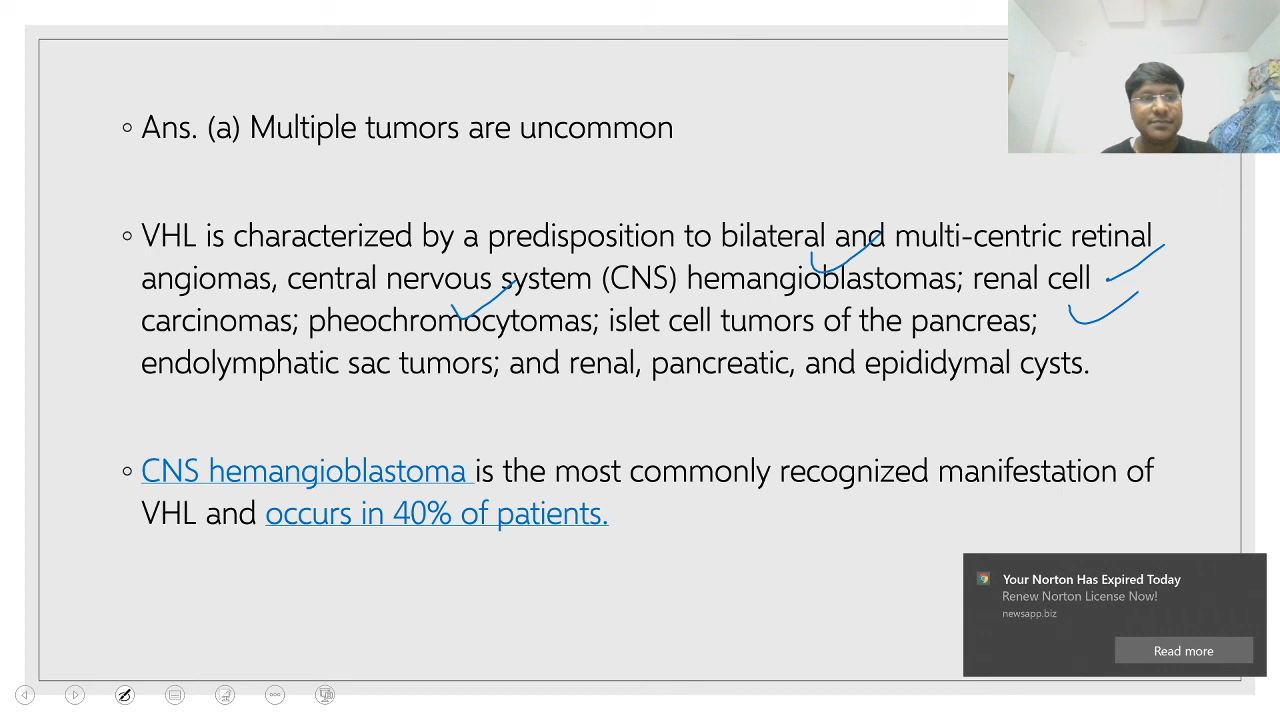 Ans. (a) Multiple tumors are uncommon
VHL is characterized by a predisposition to bilateral and multi-centric retinal
angiomas, central nervous system (CNS) hemangioblastomas; renal cell
carcinomas; pheochromocytomas; islet cell tumors of the pancreas;
endolymphatic sac tumors; and renal, pancreatic, and epididymal cysts.
CNS hemangioblastoma is the most commonly recognized manifestation of
VHL and occurs in 40% of patients.
Your Norton Has Expired Today
Renew Norton License Now!
newsapp.biz
Read more